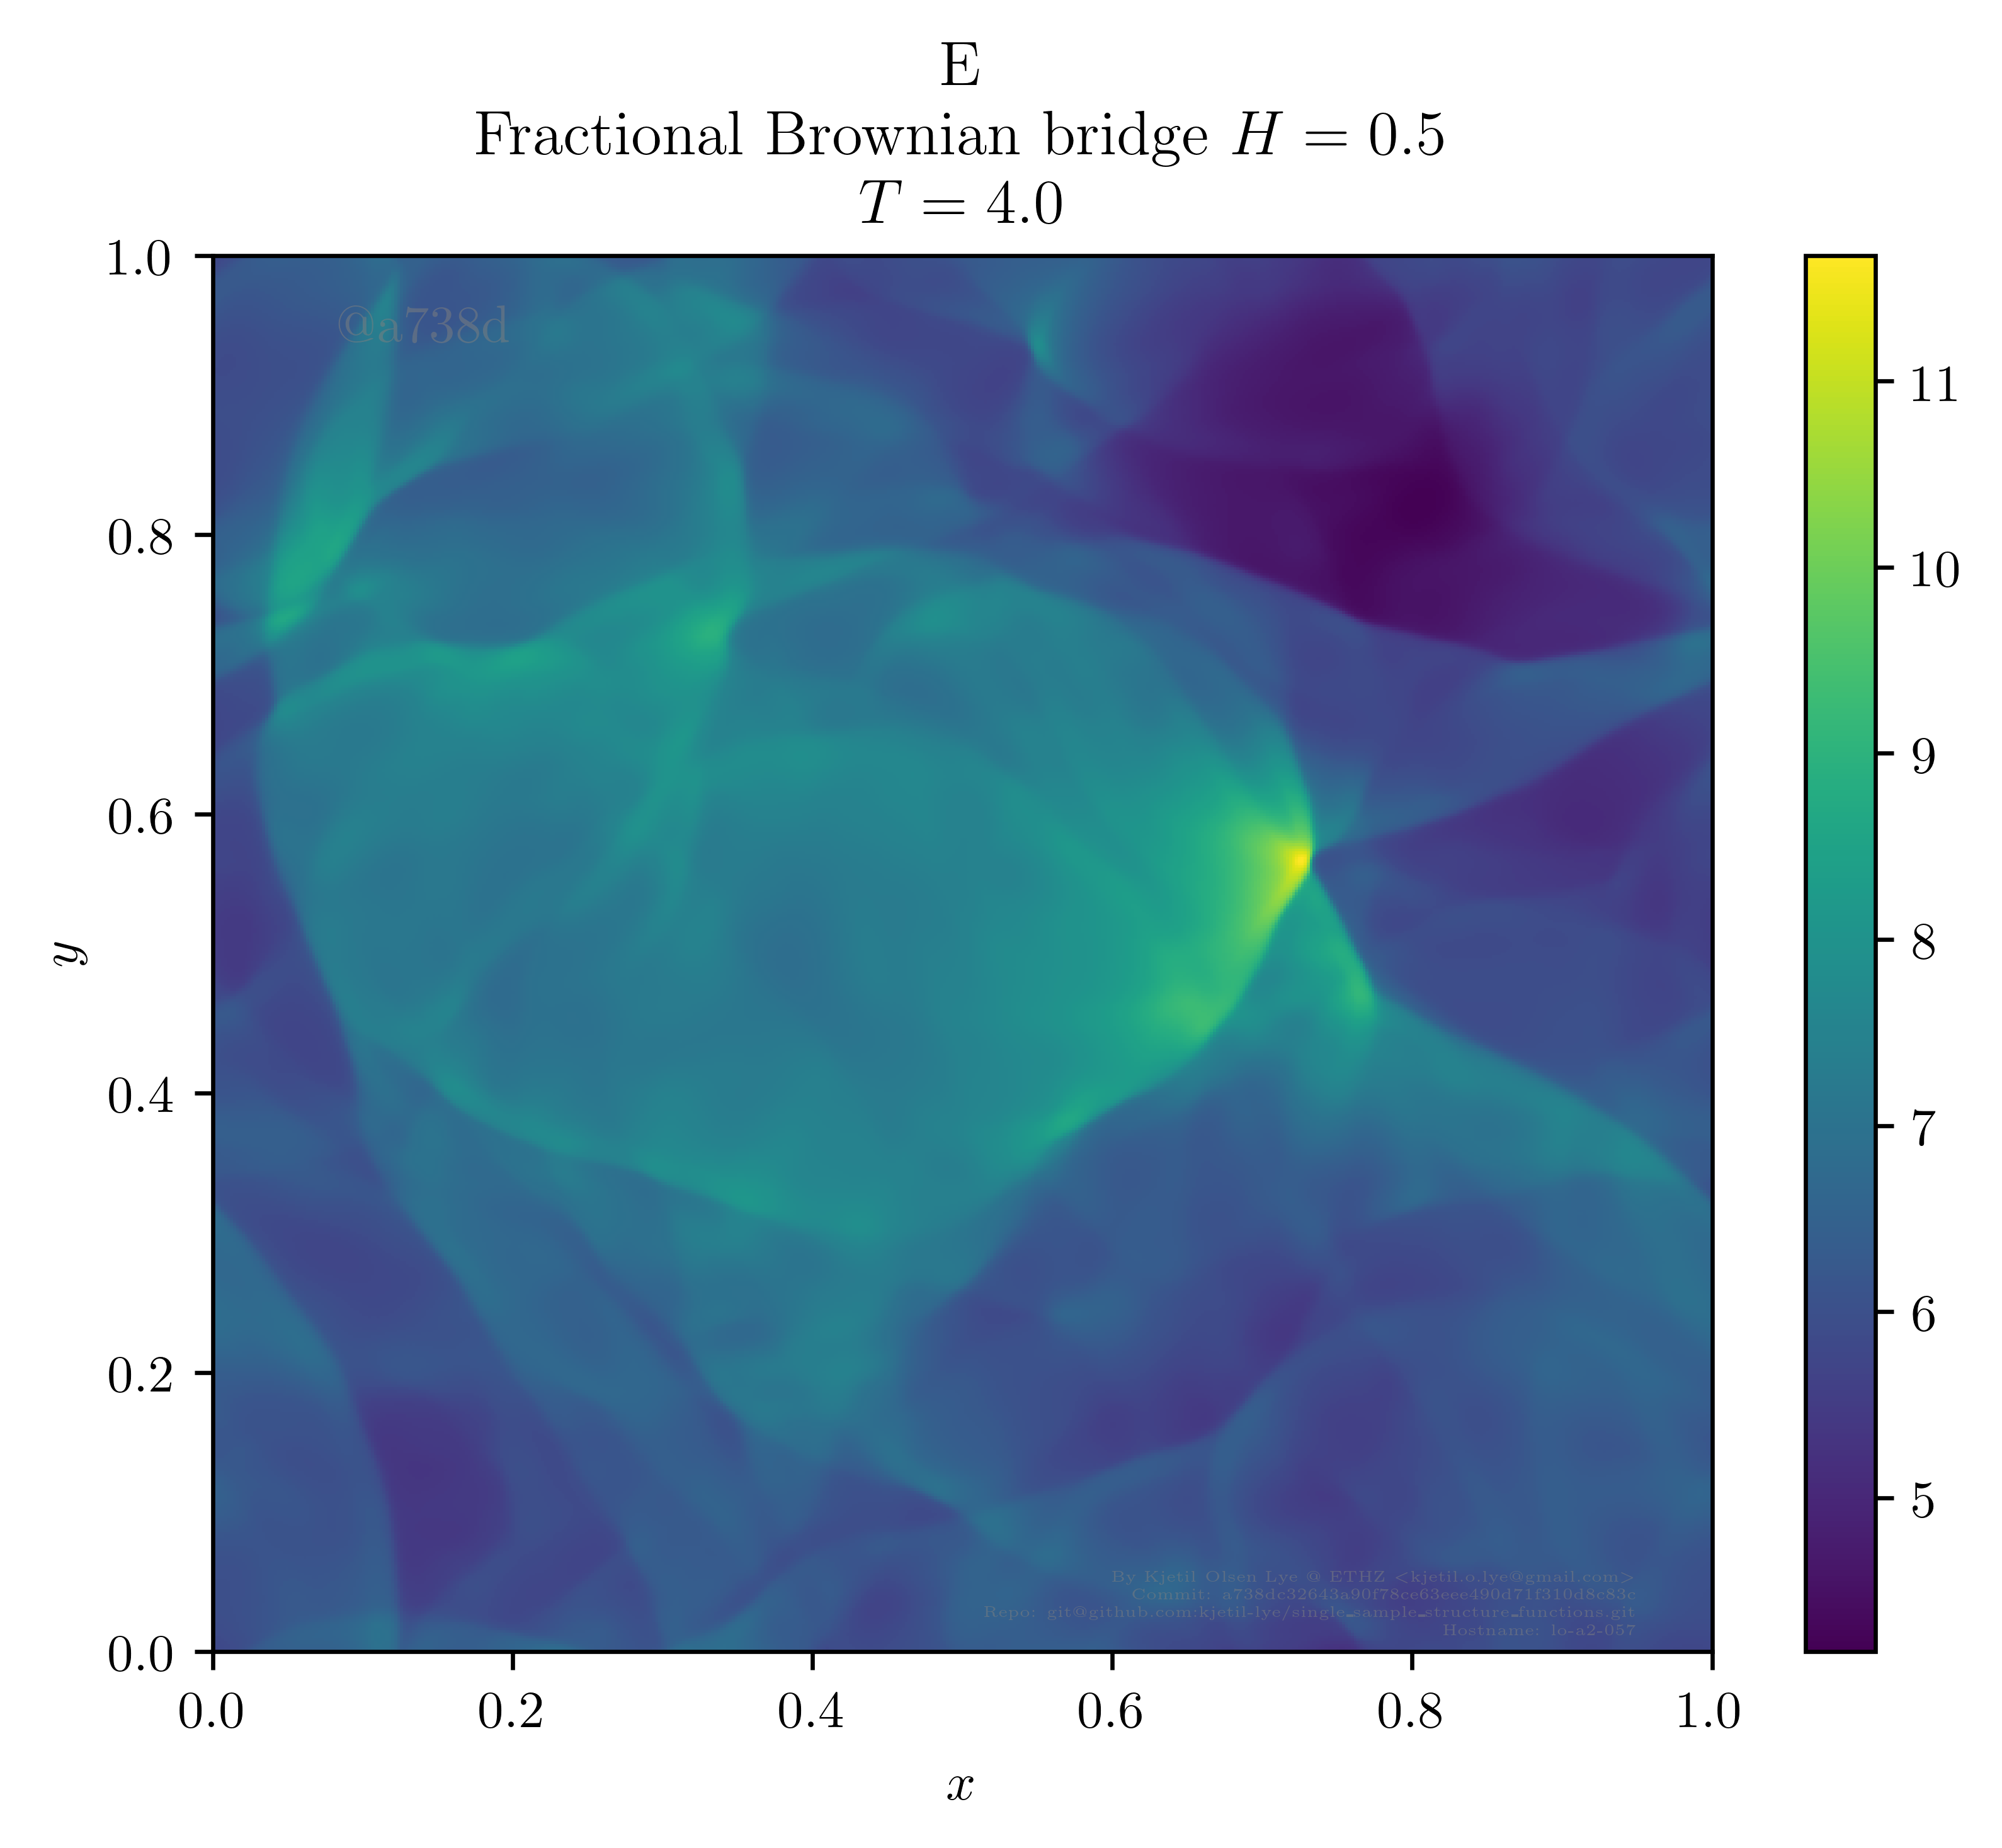 E
Fractional Brownian bridge H = 0.5
T = 4.0
1.0
0.8
0.6
0.4
0.2
0.0
y
0.0 0.2 0.4 0.6 0.8 1.0
x
11
10
9
8
7
6
5
@a738d
By Kjetil Olsen Lye @ ETHZ <kjetil.o.lye@gmail.com>
Commit: a738dc32643a90f78ce63eee490d71f310d8c83c
Repo: git@github.com:kjetil-lye/single_sample_structure_functions.git
Hostname: lo-a2-057